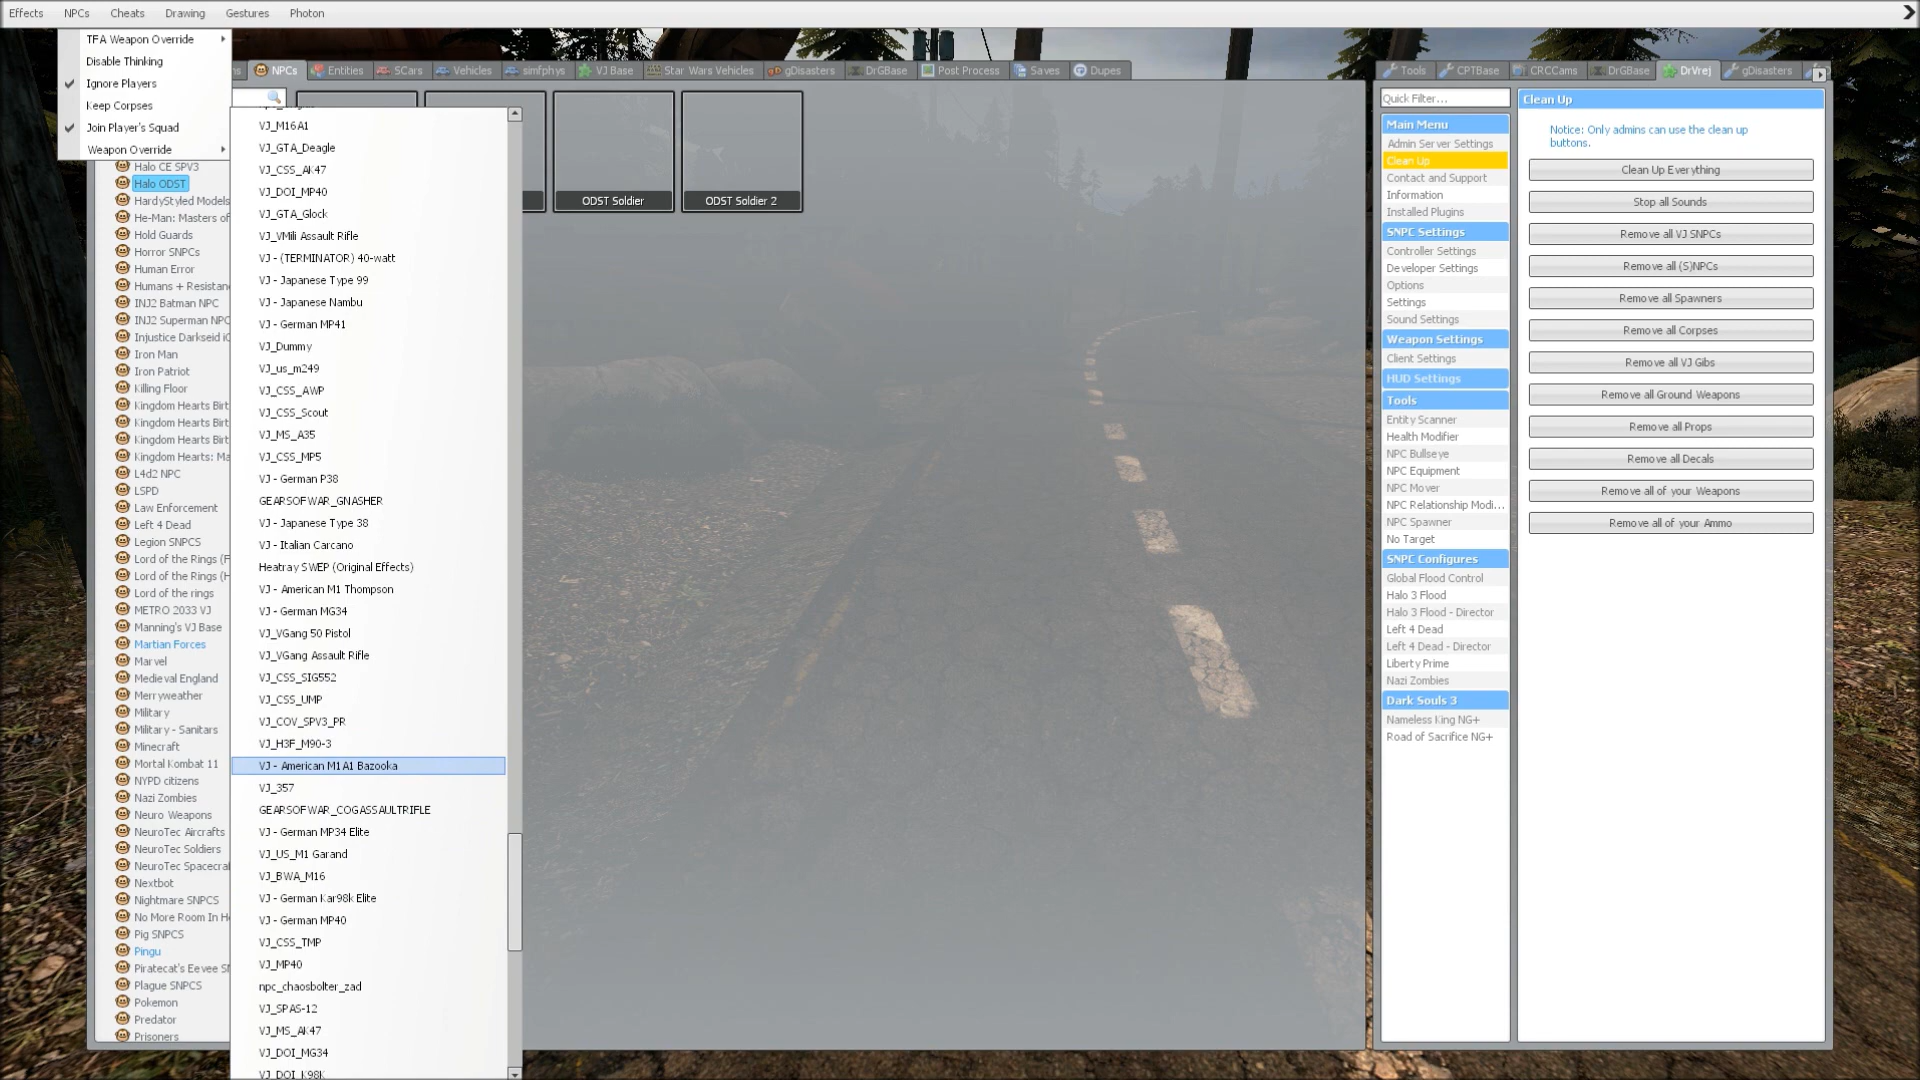 Effects NPCs Cheats Drawing Gestures Photon
TFA Weapon Override
Disable Thinking
Ignore Players
Keep Corpses
Join Player's Squad
Weapon Override
NPCs Entities SCars Vehicles simfphys VJ Base Star Wars Vehicles gDisasters DrGBase Post Process Saves Dupes
Halo CE SPV3
Halo ODST
HardyStyled Models
He-Man: Masters of
Hold Guards
Horror SNPCs
Human Error
Humans + Resistan
INJ2 Batman NPC
INJ2 Superman NPC
Injustice Darkseid iO
Iron Man
Iron Patriot
Killing Floor
Kingdom Hearts Birt
Kingdom Hearts Birt
Kingdom Hearts Birt
Kingdom Hearts: Ma
L4d2 NPC
LSPD
Law Enforcement
Left 4 Dead
Legion SNPCS
Lord of the Rings (F
Lord of the Rings (H
Lord of the rings
METRO 2033 VJ
Manning's VJ Base
Martian Forces
Marvel
Medieval England
Merryweather
Military
Military - Sanitars
Minecraft
Mortal Kombat 11
NYPD citizens
Nazi Zombies
Neuro Weapons
NeuroTec Aircrafts
NeuroTec Soldiers
NeuroTec Spacecraf
Nextbot
Nightmare SNPCS
No More Room In He
Pig SNPCS
Pingu
Piratecat's Eevee SN
Plague SNPCS
Pokemon
Predator
Prisoners
VJ_M16A1
VJ_GTA_Deagle
VJ_CSS_AK47
VJ_DOI_MP40
VJ_GTA_Glock
VJ_VMili Assault Rifle
VJ - (TERMINATOR) 40-watt
VJ - Japanese Type 99
VJ - Japanese Nambu
VJ - German MP41
VJ_Dummy
VJ_us_m249
VJ_CSS_AWP
VJ_CSS_Scout
VJ_MS_A35
VJ_CSS_MP5
VJ - German P38
GEARSOFWAR_GNASHER
VJ - Japanese Type 38
VJ - Italian Carcano
Heatray SWEP (Original Effects)
VJ - American M1 Thompson
VJ - German MG34
VJ_VGang 50 Pistol
VJ_VGang Assault Rifle
VJ_CSS_SIG552
VJ_CSS_UMP
VJ_COV_SPV3_PR
VJ_H3F_M90-3
VJ - American M1A1 Bazooka
VJ_357
GEARSOFWAR_COGASSAULTRIFLE
VJ - German MP34 Elite
VJ_US_M1 Garand
VJ_BWA_M16
VJ - German Kar98k Elite
VJ - German MP40
VJ_CSS_TMP
VJ_MP40
npc_chaosbolter_zad
VJ_SPAS-12
VJ_MS_AK47
VJ_DOI_MG34
VJ_DOI_K98K
ODST Soldier
ODST Soldier 2
Tools CPTBase CRCCams DrGBase DrVrej gDisasters
Quick Filter...
Main Menu
Admin Server Settings
Clean Up
Contact and Support
Information
Installed Plugins
SNPC Settings
Controller Settings
Developer Settings
Options
Settings
Sound Settings
Weapon Settings
Client Settings
HUD Settings
Tools
Entity Scanner
Health Modifier
NPC Bullseye
NPC Equipment
NPC Mover
NPC Relationship Modi...
NPC Spawner
No Target
SNPC Configures
Global Flood Control
Halo 3 Flood
Halo 3 Flood - Director
Left 4 Dead
Left 4 Dead - Director
Liberty Prime
Nazi Zombies
Dark Souls 3
Nameless King NG+
Road of Sacrifice NG+
Clean Up
Notice: Only admins can use the clean up
buttons.
Clean Up Everything
Stop all Sounds
Remove all VJ SNPCs
Remove all (S)NPCs
Remove all Spawners
Remove all Corpses
Remove all VJ Gibs
Remove all Ground Weapons
Remove all Props
Remove all Decals
Remove all of your Weapons
Remove all of your Ammo